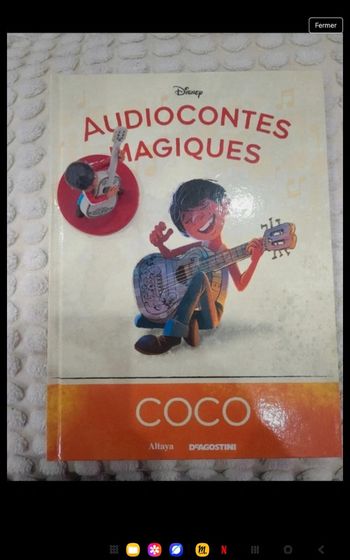 Fermer
Disney
AUDIOCONTES
MAGIQUES
COCO
Altaya DeAGOSTINI